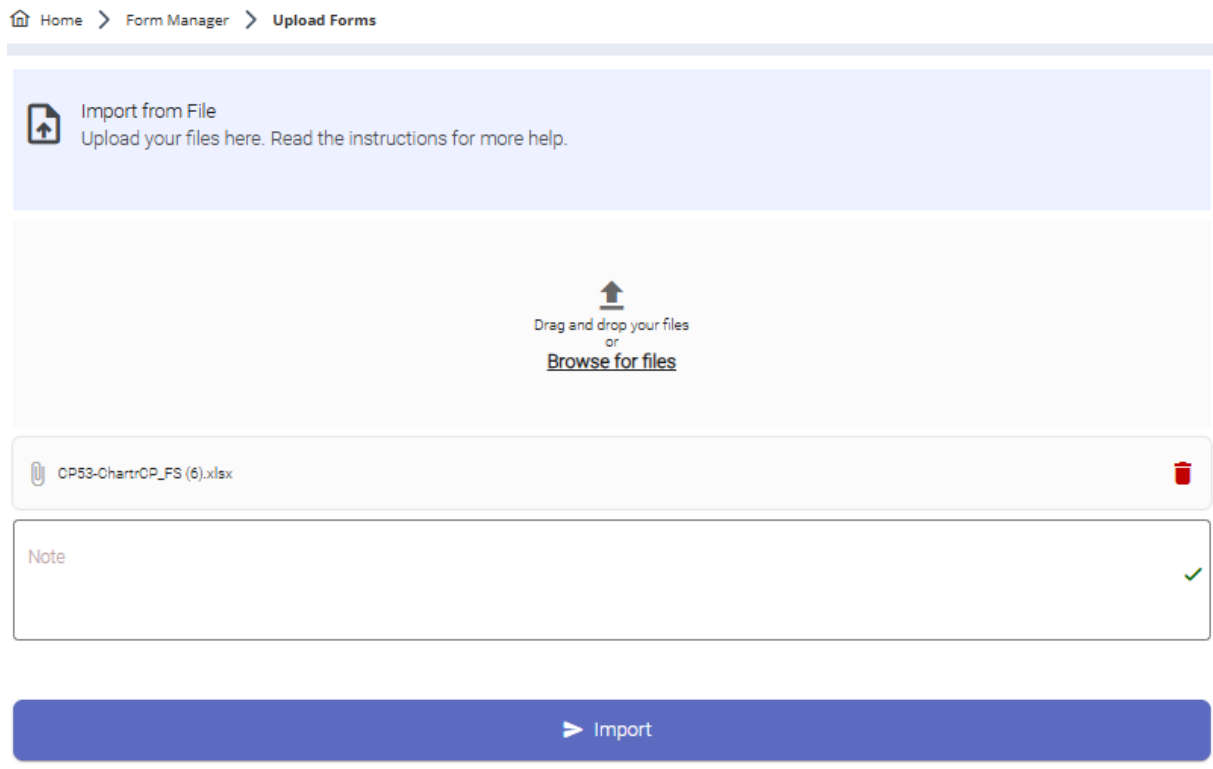 Home > Form Manager > Upload Forms
Import from File
Upload your files here. Read the instructions for more help.
Drag and drop your files
or
Browse for files
CP53-ChartrCP_FS (6).xlsx
Note
Import